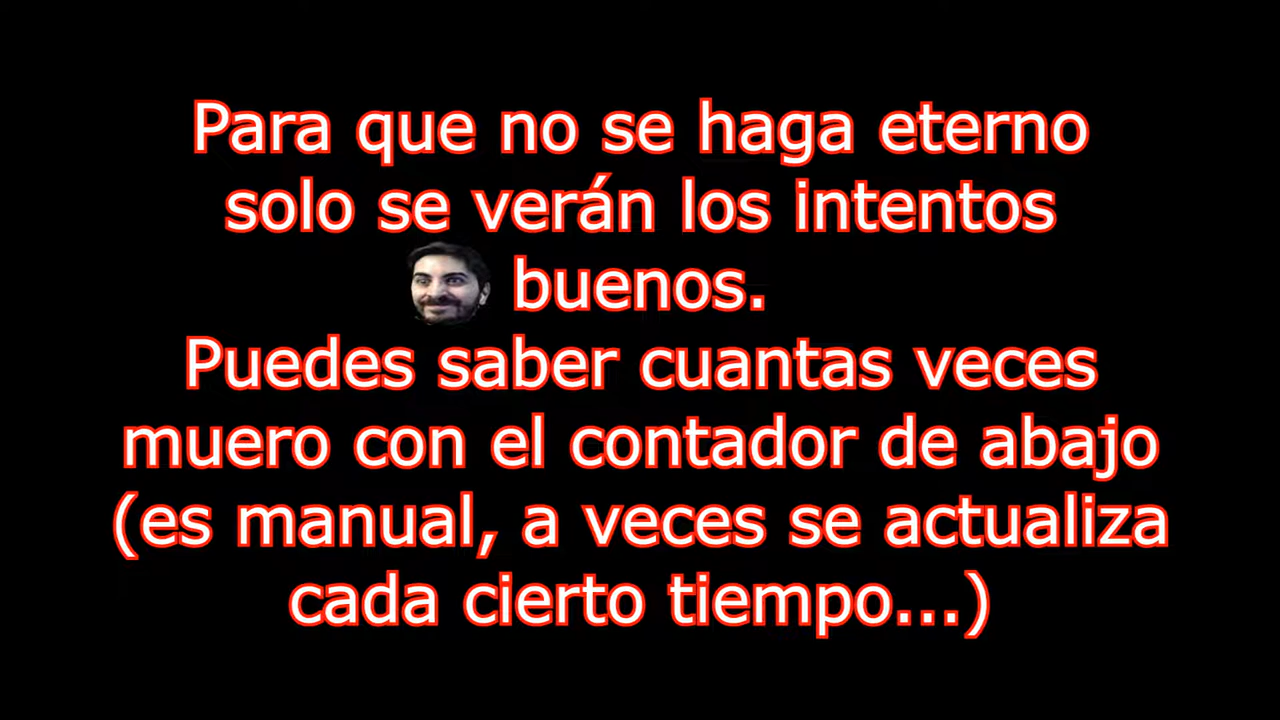 Para que no se haga eterno
solo se verán los intentos
buenos.
Puedes saber cuantas veces
muero con el contador de abajo
(es manual, a veces se actualiza
cada cierto tiempo...)